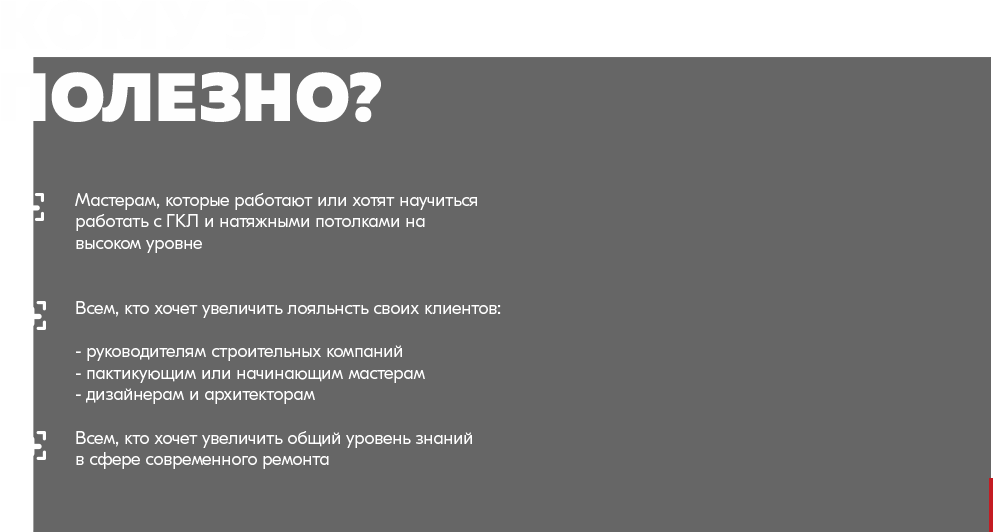 ПОЛЕЗНО?
Мастерам, которые работают или хотят научиться
работать с ГКЛ и натяжными потолками на
высоком уровне
Всем, кто хочет увеличить лояльнсть своих клиентов:
- руководителям строительных компаний
- пактикующим или начинающим мастерам
- дизайнерам и архитекторам
Всем, кто хочет увеличить общий уровень знаний
в сфере современного ремонта